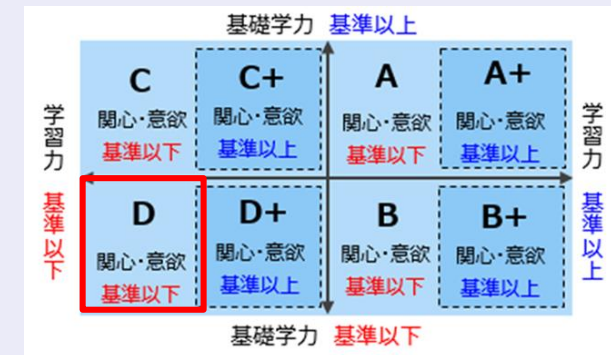 基礎学力 基準以上
学習力 基準以下
C
関心・意欲
基準以下
C+
関心・意欲
基準以上
A
関心・意欲
基準以下
A+
関心・意欲
基準以上
D
関心・意欲
基準以下
D+
関心・意欲
基準以上
B
関心・意欲
基準以下
B+
関心・意欲
基準以上
学習力 基準以上
基礎学力 基準以下